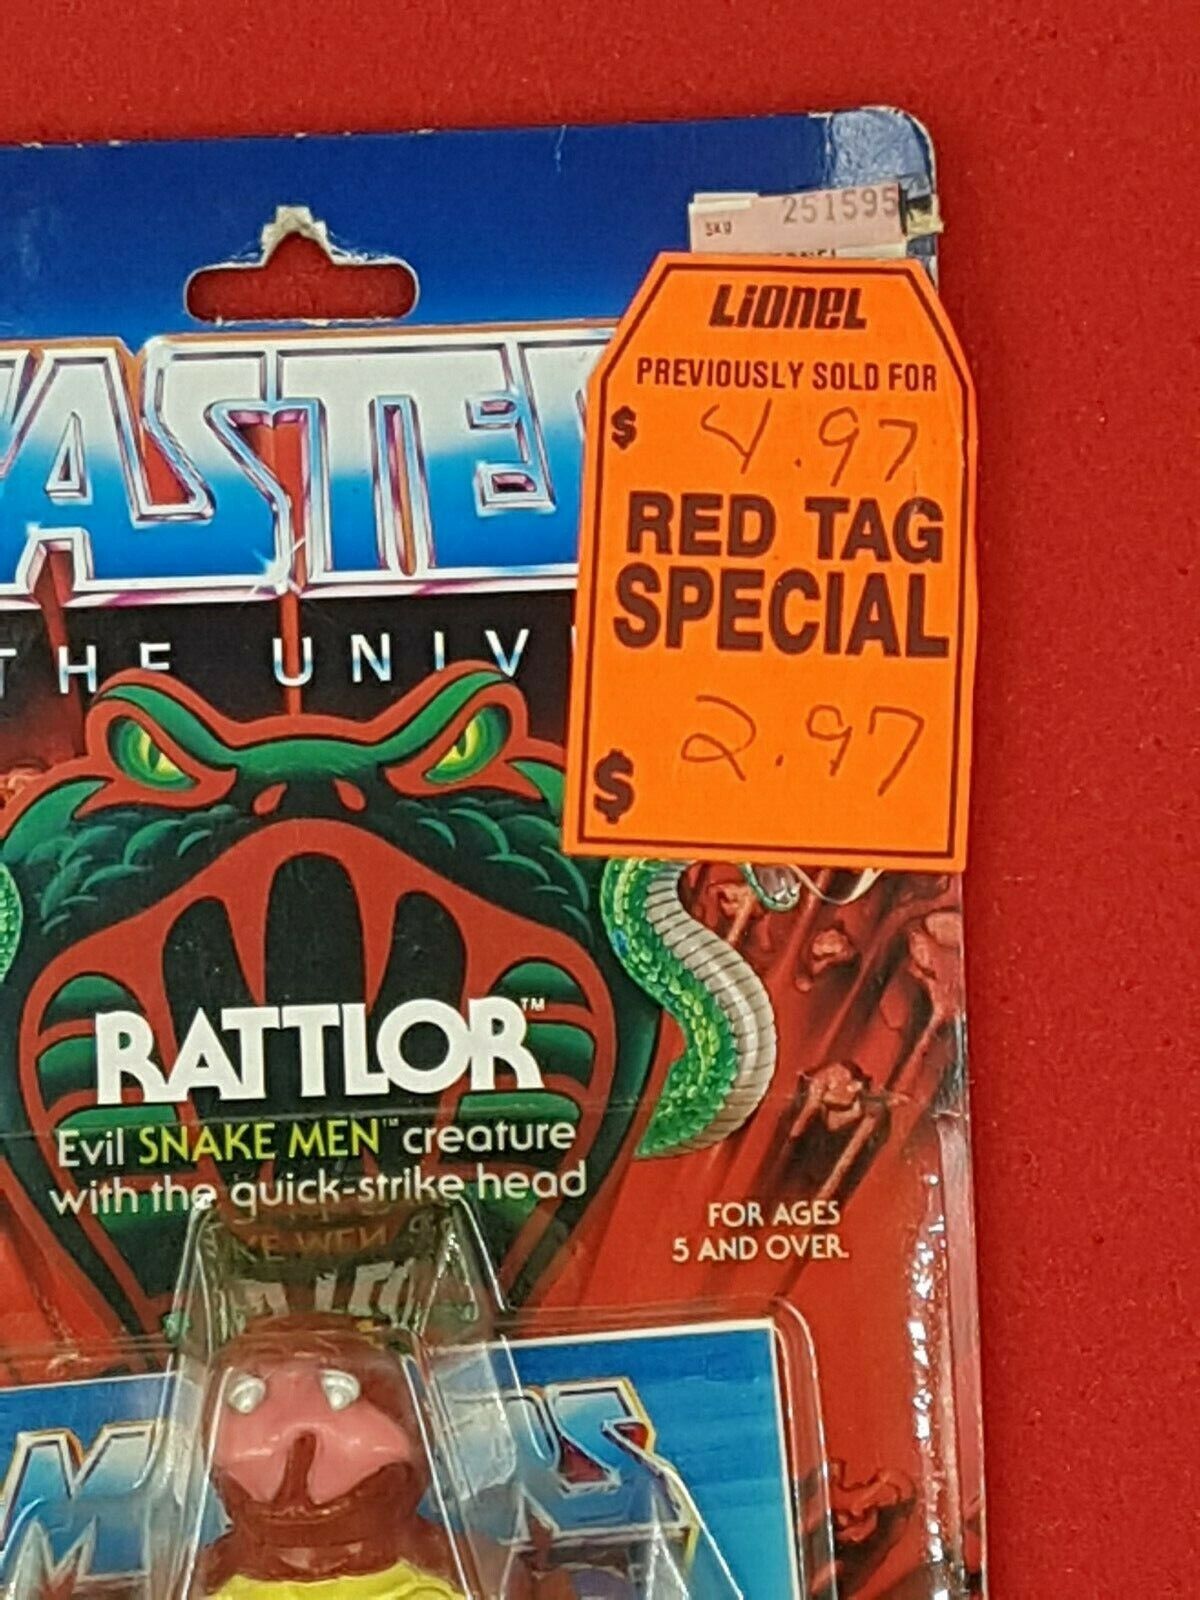 SKU 251595
Lionel
PREVIOUSLY SOLD FOR
$ 4.97
RED TAG
SPECIAL
$ 2.97
ASTE
THE UNIV
RATTLOR™
Evil SNAKE MEN™ creature
with the quick-strike head
FOR AGES
5 AND OVER.